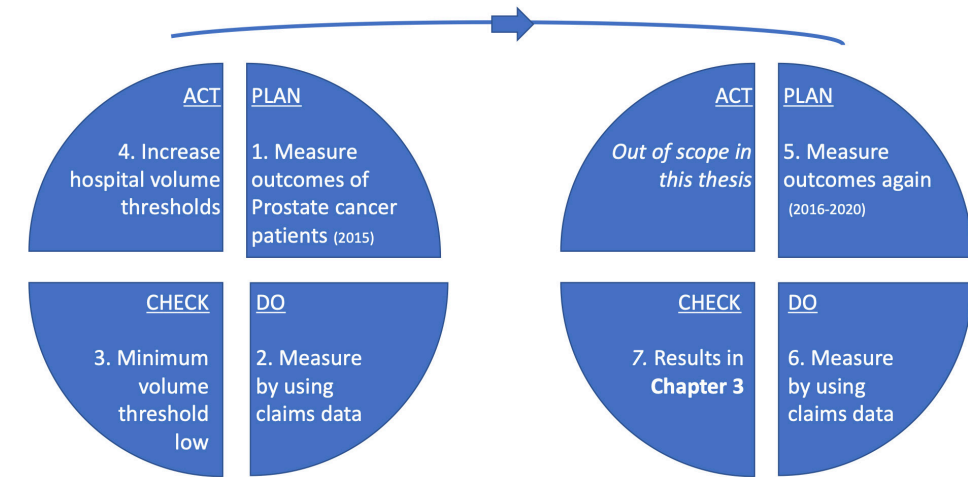 ACT
4. Increase
hospital volume
thresholds
PLAN
1. Measure
outcomes of
Prostate cancer
patients (2015)
CHECK
3. Minimum
volume
threshold
low
DO
2. Measure
by using
claims data
ACT
Out of scope in
this thesis
PLAN
5. Measure
outcomes again
(2016-2020)
CHECK
7. Results in
Chapter 3
DO
6. Measure
by using
claims data